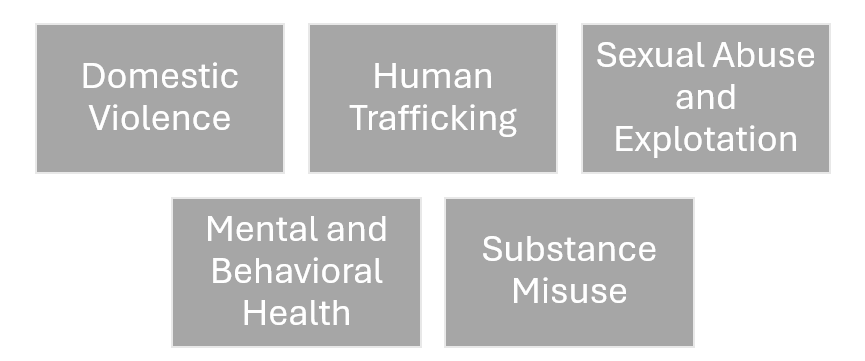 Domestic
Violence
Human
Trafficking
Sexual Abuse
and
Explotation
Mental and
Behavioral
Health
Substance
Misuse